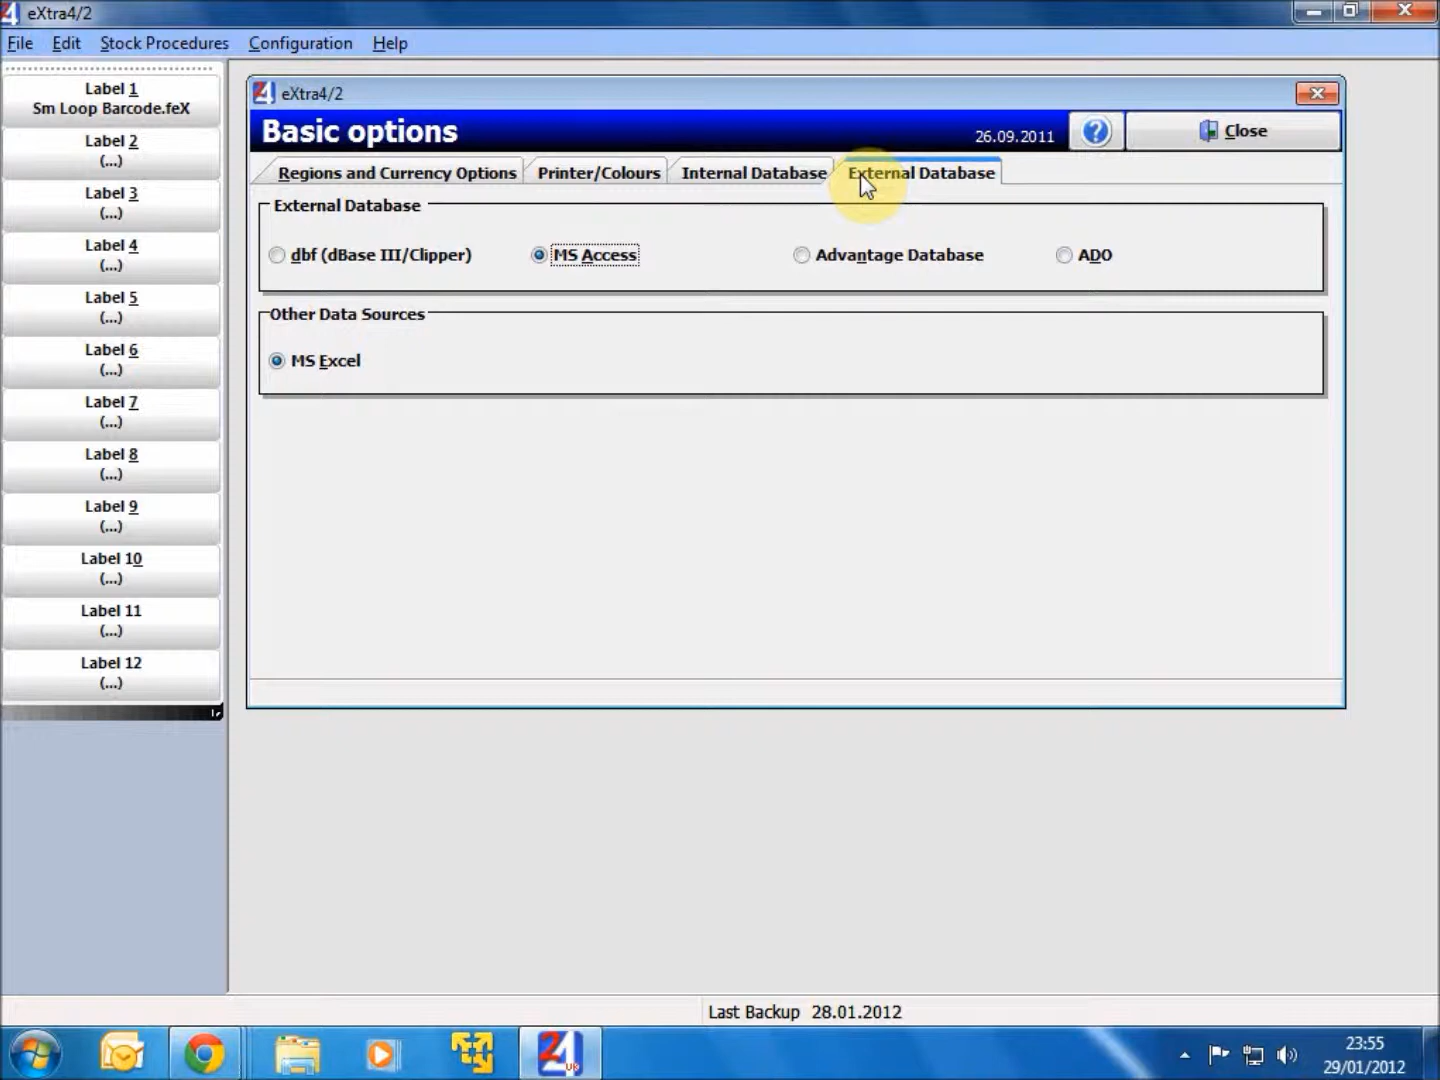 eXtra4/2
File Edit Stock Procedures Configuration Help
Label 1
Sm Loop Barcode.feX
Label 2
(...)
Label 3
(...)
Label 4
(...)
Label 5
(...)
Label 6
(...)
Label 7
(...)
Label 8
(...)
Label 9
(...)
Label 10
(...)
Label 11
(...)
Label 12
(...)
eXtra4/2
Basic options 26.09.2011 ? Close
Regions and Currency Options Printer/Colours Internal Database External Database
External Database
dbf (dBase III/Clipper) MS Access Advantage Database ADO
Other Data Sources
MS Excel
Last Backup 28.01.2012
23:55
29/01/2012